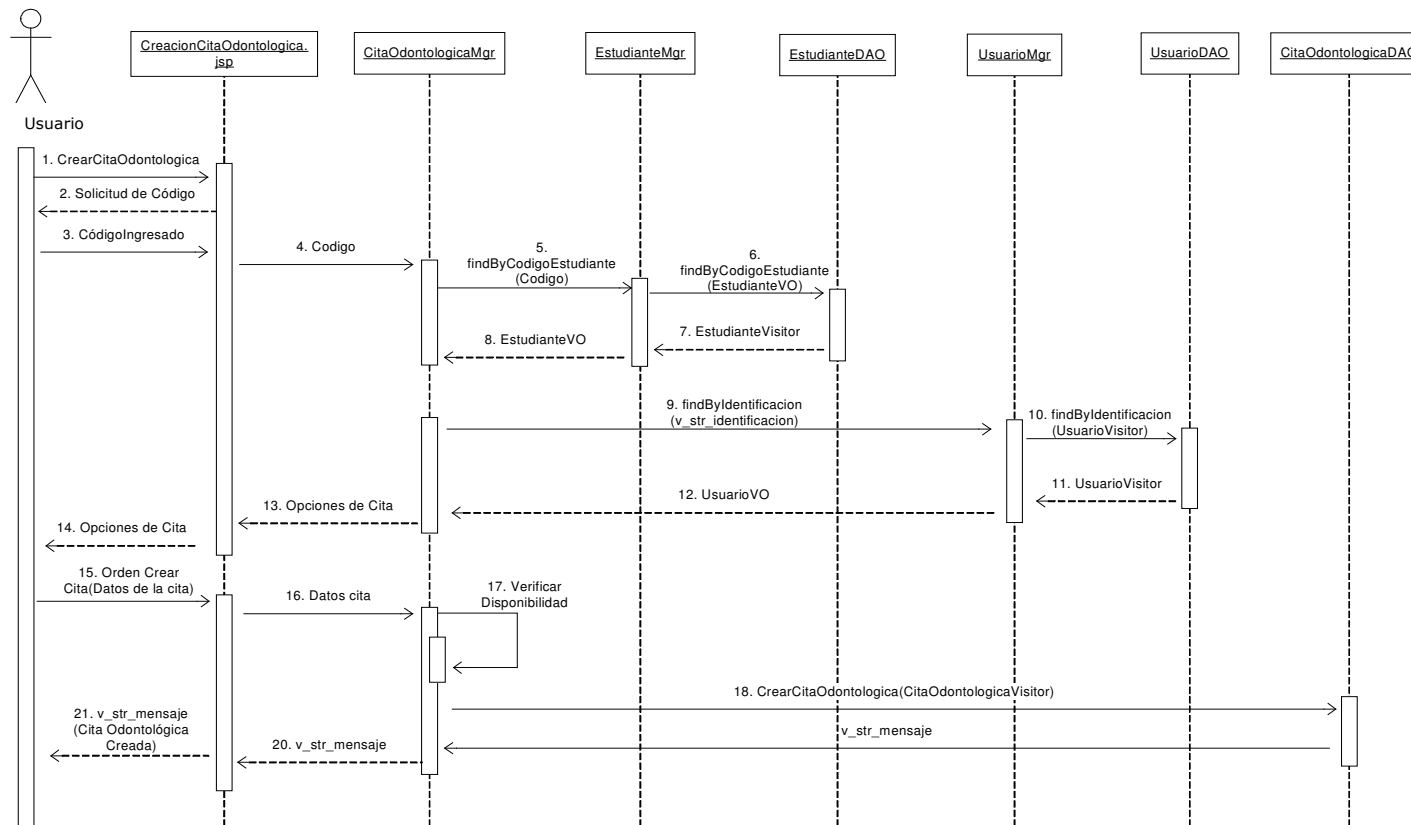 CreacionCitaOdontologica.
jsp
CitaOdontologicaMgr
EstudianteMgr
EstudianteDAO
UsuarioMgr
UsuarioDAO
CitaOdontologicaDAO
Usuario
1. CrearCitaOdontologica
2. Solicitud de Código
3. CódigoIngresado
4. Codigo
5.
findByCodigoEstudiante
(Codigo)
6.
findByCodigoEstudiante
(EstudianteVO)
7. EstudianteVisitor
8. EstudianteVO
9. findByIdentificacion
(v_str_identificacion)
10. findByIdentificacion
(UsuarioVisitor)
11. UsuarioVisitor
12. UsuarioVO
13. Opciones de Cita
14. Opciones de Cita
15. Orden Crear
Cita(Datos de la cita)
16. Datos cita
17. Verificar
Disponibilidad
18. CrearCitaOdontologica(CitaOdontologicaVisitor)
v_str_mensaje
20. v_str_mensaje
21. v_str_mensaje
(Cita Odontológica
Creada)